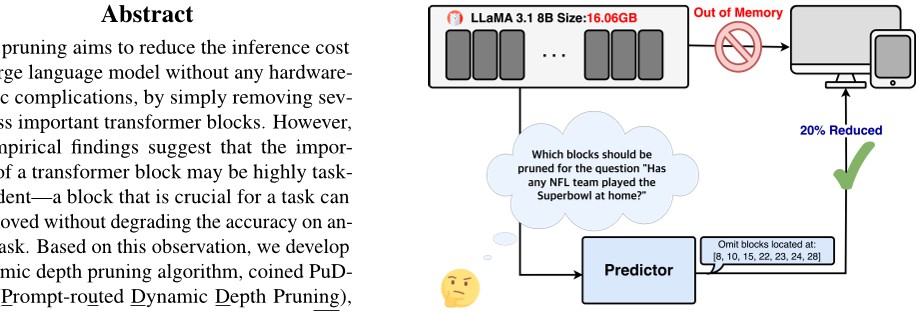 Abstract
pruning aims to reduce the inference cost
rge language model without any hardware-
c complications, by simply removing sev-
ss important transformer blocks. However,
mpirical findings suggest that the impor-
of a transformer block may be highly task-
dent—a block that is crucial for a task can
oved without degrading the accuracy on an-
ask. Based on this observation, we develop
mic depth pruning algorithm, coined PuD-
Prompt-routed Dynamic Depth Pruning),
LLaMA 3.1 8B Size:16.06GB
...
Out of Memory
20% Reduced
Which blocks should be
pruned for the question "Has
any NFL team played the
Superbowl at home?"
Predictor
Omit blocks located at:
[8, 10, 15, 22, 23, 24, 28]